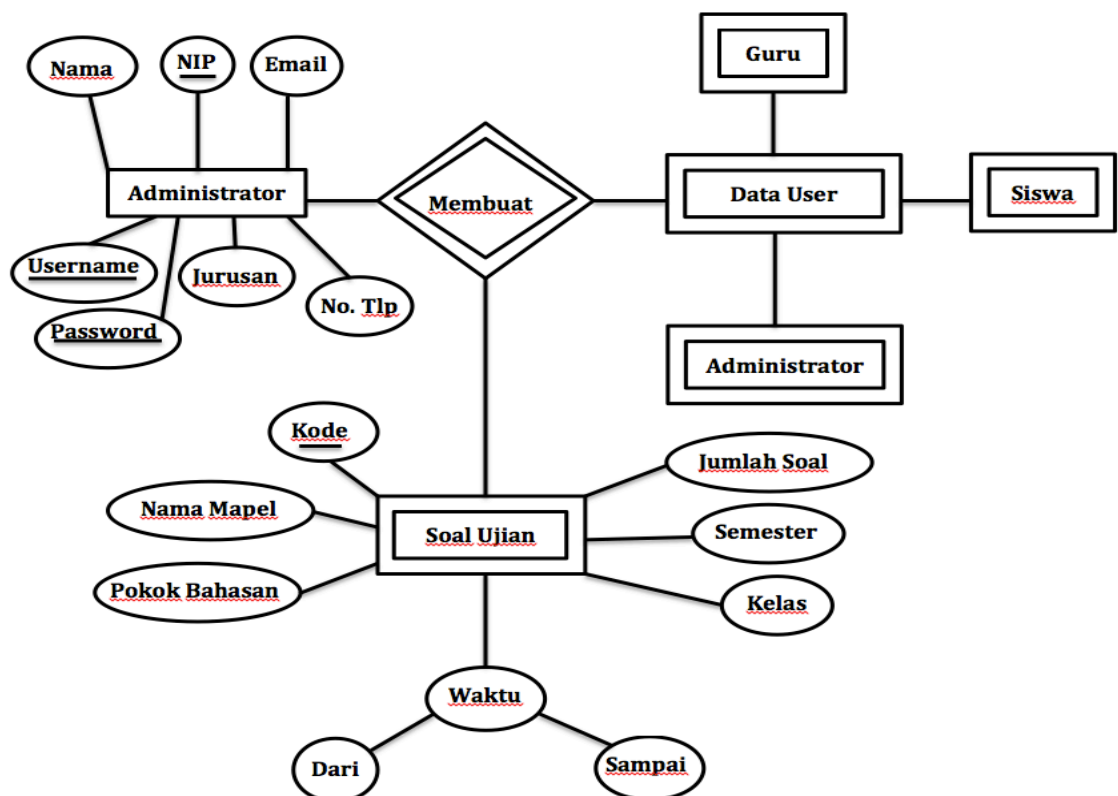 Nama
NIP
Email
Guru
Administrator
Membuat
Data User
Siswa
Username
Jurusan
No. Tlp
Password
Administrator
Kode
Jumlah Soal
Nama Mapel
Soal Ujian
Semester
Pokok Bahasan
Kelas
Waktu
Dari
Sampai